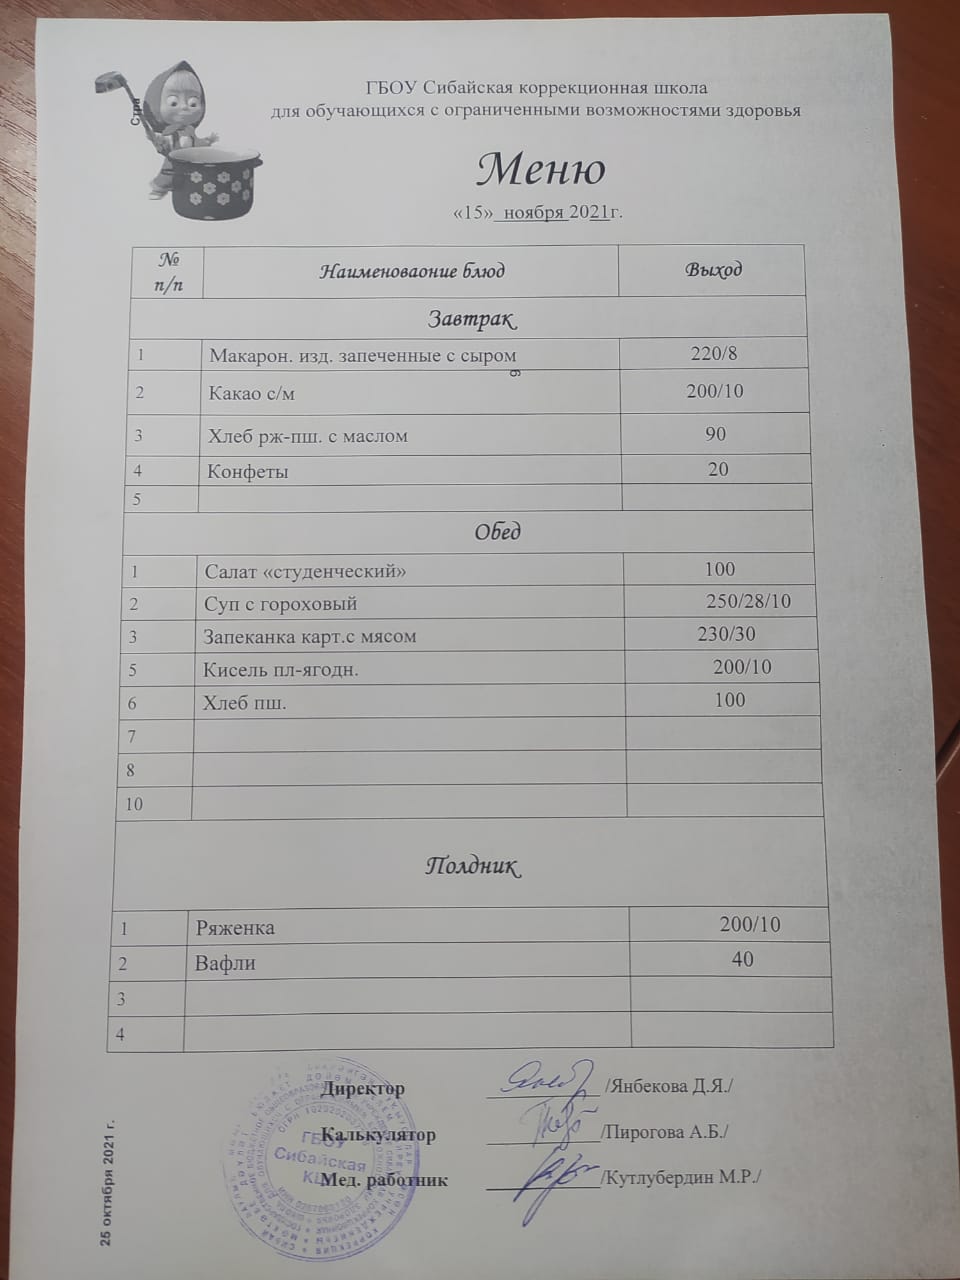 Стра
ГБОУ Сибайская коррекционная школа
для обучающихся с ограниченными возможностями здоровья
Меню
«15» ноября 2021г.
№ п/п Наименоваоние блюд Выход
Завтрак
1 Макарон. изд. запеченные с сыром 220/8
6
2 Какао с/м 200/10
3 Хлеб рж-пш. с маслом 90
4 Конфеты 20
5
Обед
1 Салат «студенческий» 100
2 Суп с гороховый 250/28/10
3 Запеканка карт.с мясом 230/30
5 Кисель пл-ягодн. 200/10
6 Хлеб пш. 100
7
8
10
Полдник
1 Ряженка 200/10
2 Вафли 40
3
4
Директор /Янбекова Д.Я./
Калькулятор /Пирогова А.Б./
Мед. работник /Кутлубердин М.Р./
ГБОУ
Сибайская
25 октября 2021 г.